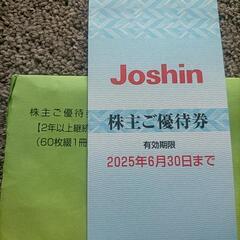 Joshin
株主ご優待券
有効期限
2025年6月30日まで
株主ご優待
【2年以上継続
(60枚綴1冊